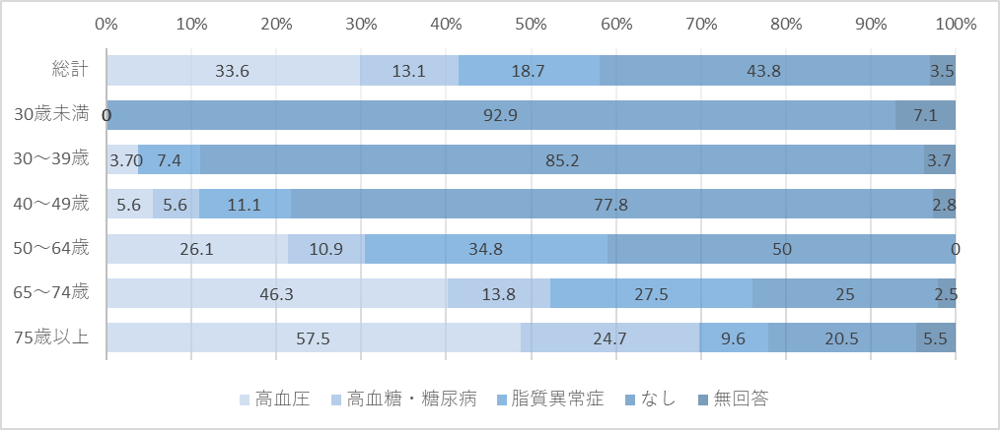 0% 10% 20% 30% 40% 50% 60% 70% 80% 90% 100%
総計 33.6 13.1 18.7 43.8 3.5
30歳未満 0 92.9 7.1
30～39歳 3.7 0 7.4 85.2 3.7
40～49歳 5.6 5.6 11.1 77.8 2.8
50～64歳 26.1 10.9 34.8 50 0
65～74歳 46.3 13.8 27.5 25 2.5
75歳以上 57.5 24.7 9.6 20.5 5.5
高血圧 高血糖・糖尿病 脂質異常症 なし 無回答